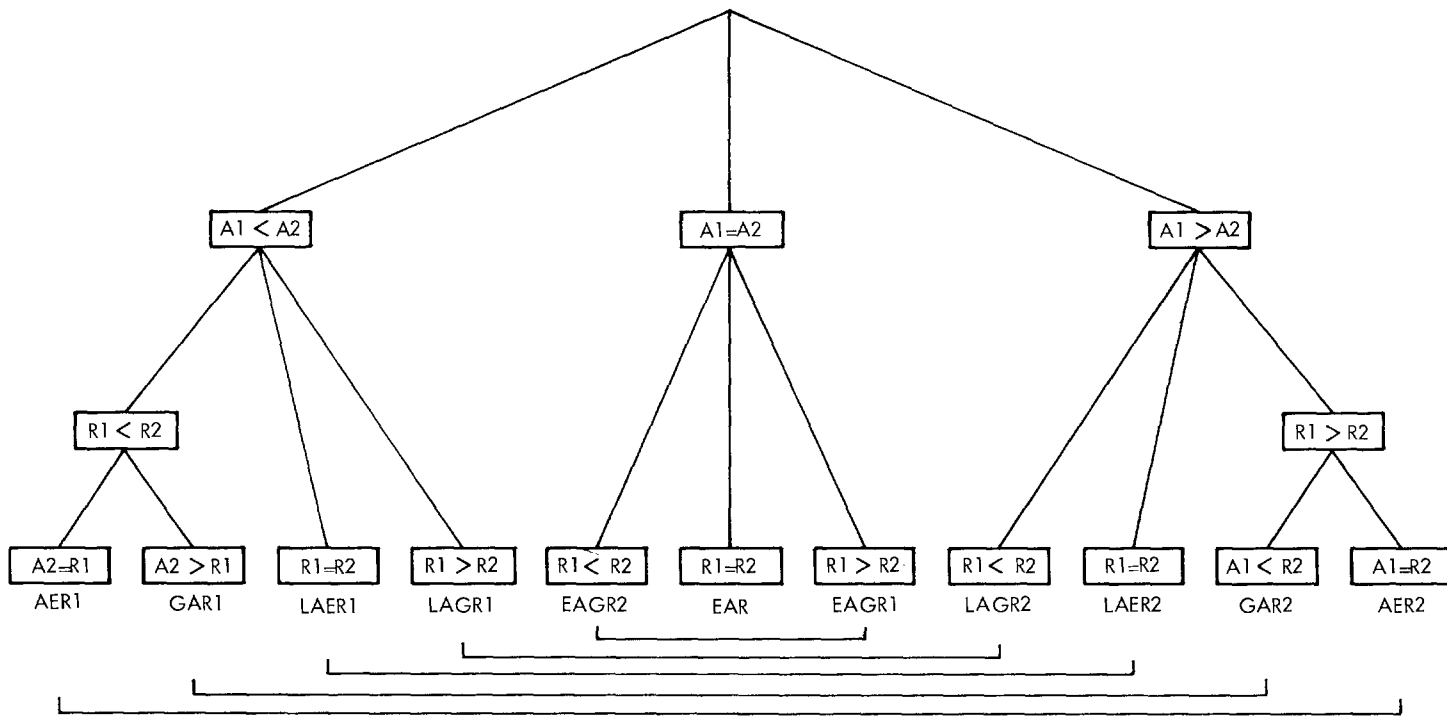 A1 < A2
A1=A2
A1 > A2
R1 < R2
R1 > R2
A2=R1
A2 > R1
R1=R2
R1 > R2
R1 < R2
R1=R2
R1 > R2
R1 < R2
R1=R2
A1 < R2
A1=R2
AER1
GAR1
LAER1
LAGR1
EAGR2
EAR
EAGR1
LAGR2
LAER2
GAR2
AER2